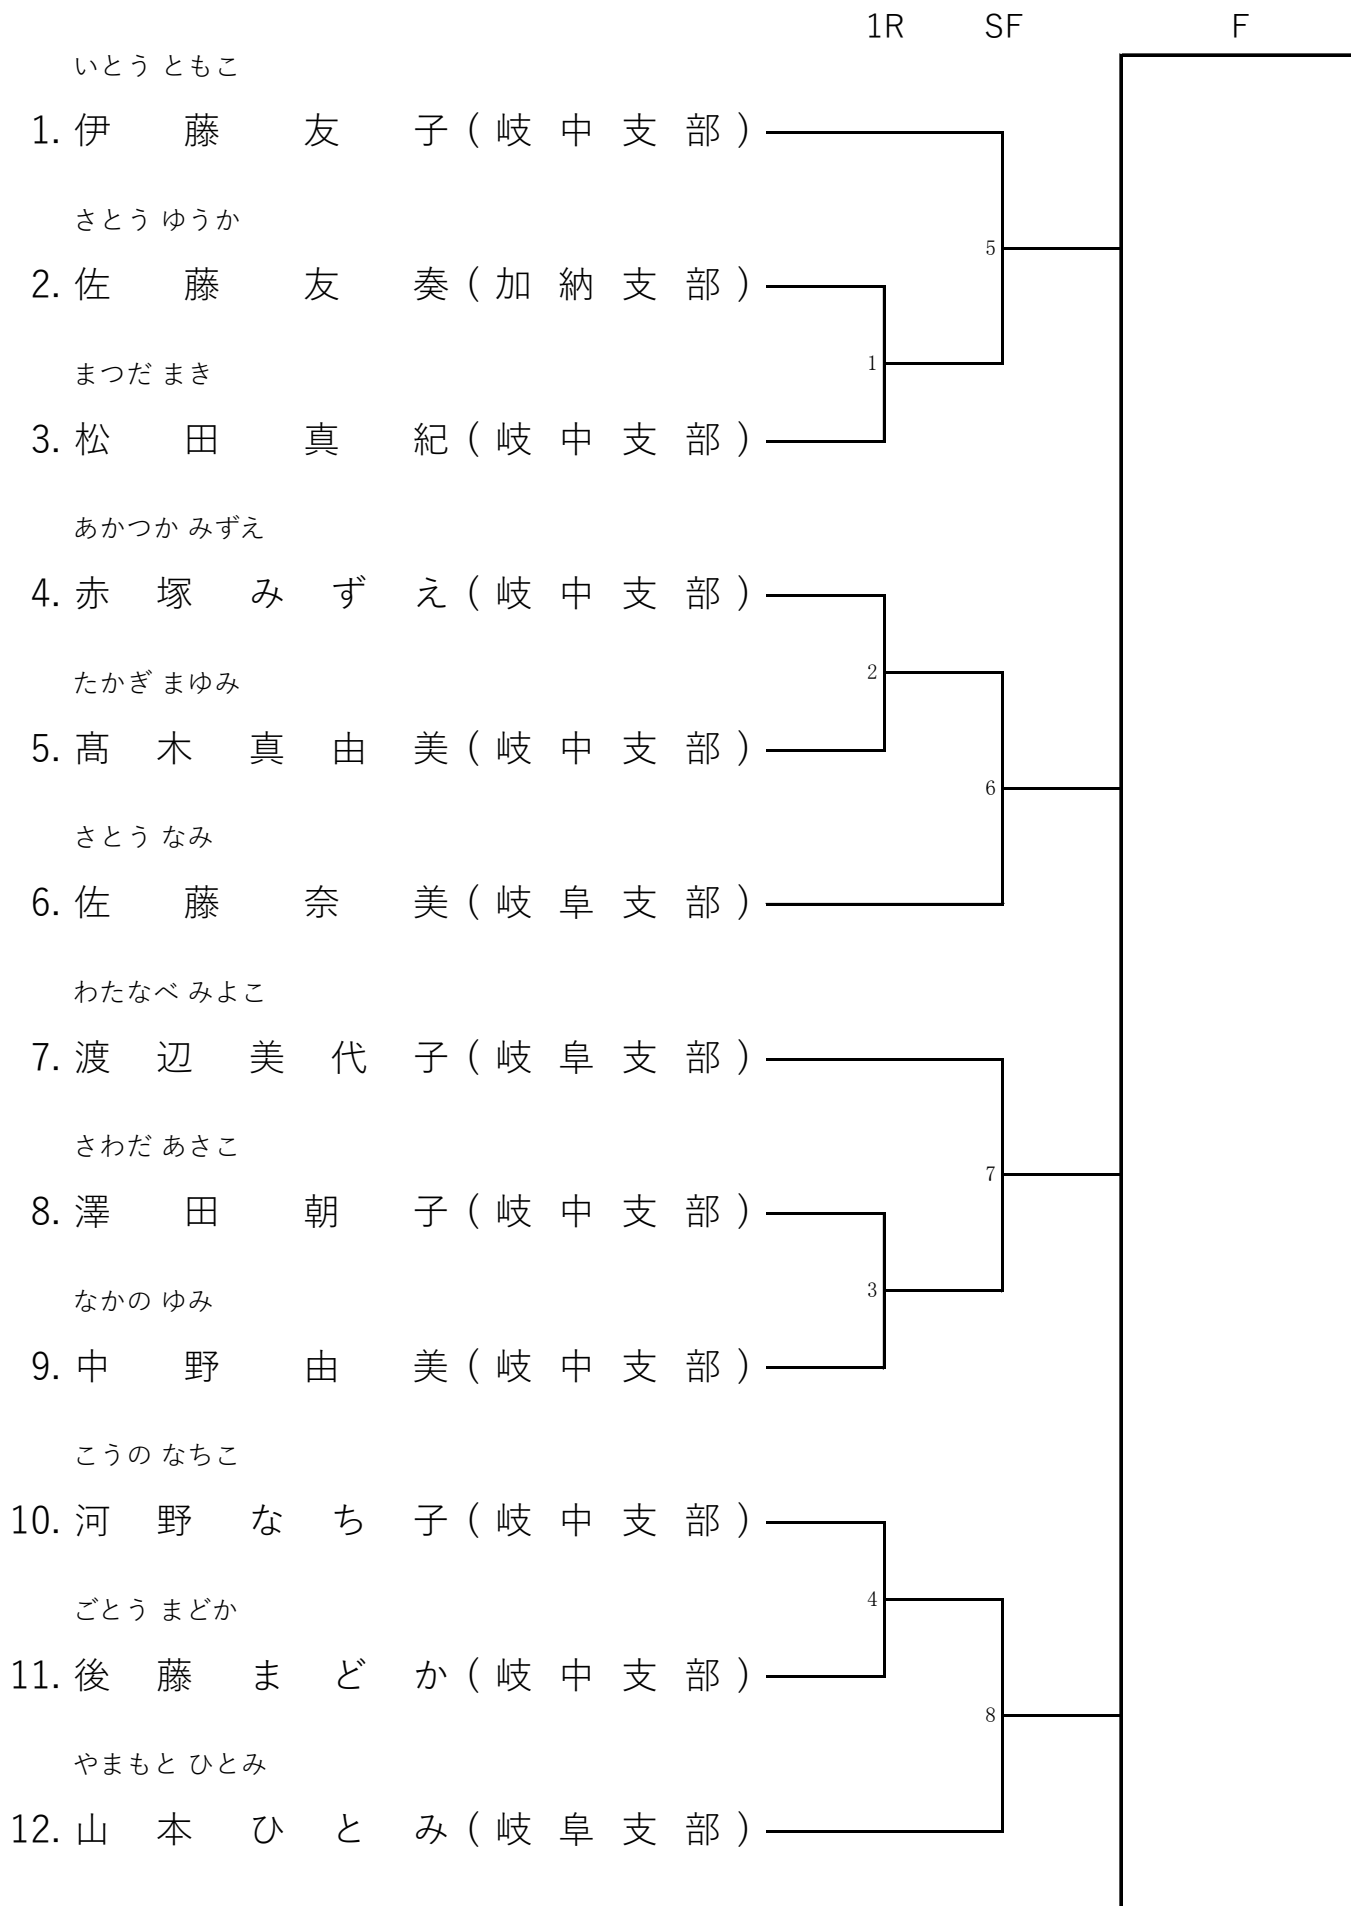 1R SF F
いとう ともこ
1. 伊藤友子(岐中支部)
さとう ゆうか
2. 佐藤友奏(加納支部)
5
まつだ まき
1
3. 松田真紀(岐中支部)
あかつか みずえ
4. 赤塚みずえ(岐中支部)
たかぎ まゆみ
2
5. 髙木真由美(岐中支部)
6
さとう なみ
6. 佐藤奈美(岐阜支部)
わたなべ みよこ
7. 渡辺美代子(岐阜支部)
さわだ あさこ
7
8. 澤田朝子(岐中支部)
なかの ゆみ
3
9. 中野由美(岐中支部)
こうの なちこ
10. 河野なち子(岐中支部)
ごとう まどか
4
11. 後藤まどか(岐中支部)
8
やまもと ひとみ
12. 山本ひとみ(岐阜支部)